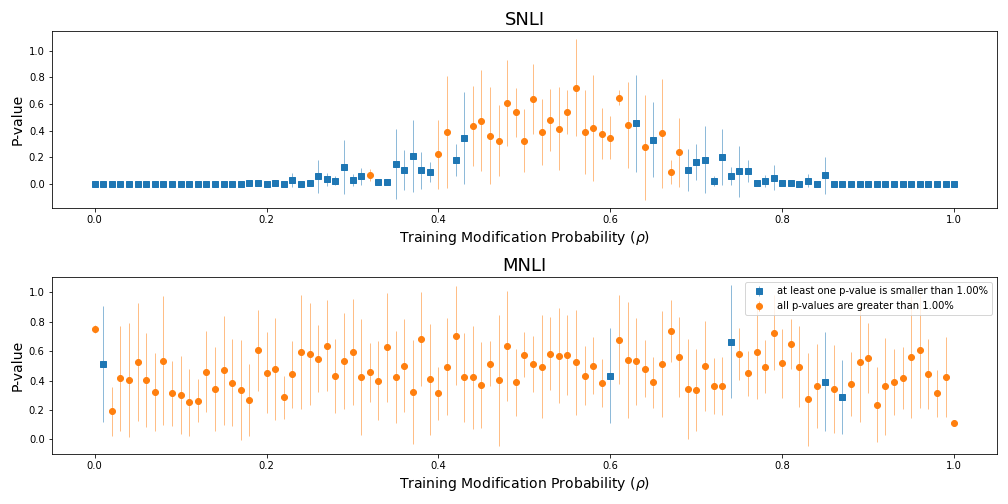 SNLI
P-value
1.0
0.8
0.6
0.4
0.2
0.0
0.0 0.2 0.4 0.6 0.8 1.0
Training Modification Probability (ρ)
MNLI
P-value
at least one p-value is smaller than 1.00%
all p-values are greater than 1.00%
1.0
0.8
0.6
0.4
0.2
0.0
0.0 0.2 0.4 0.6 0.8 1.0
Training Modification Probability (ρ)